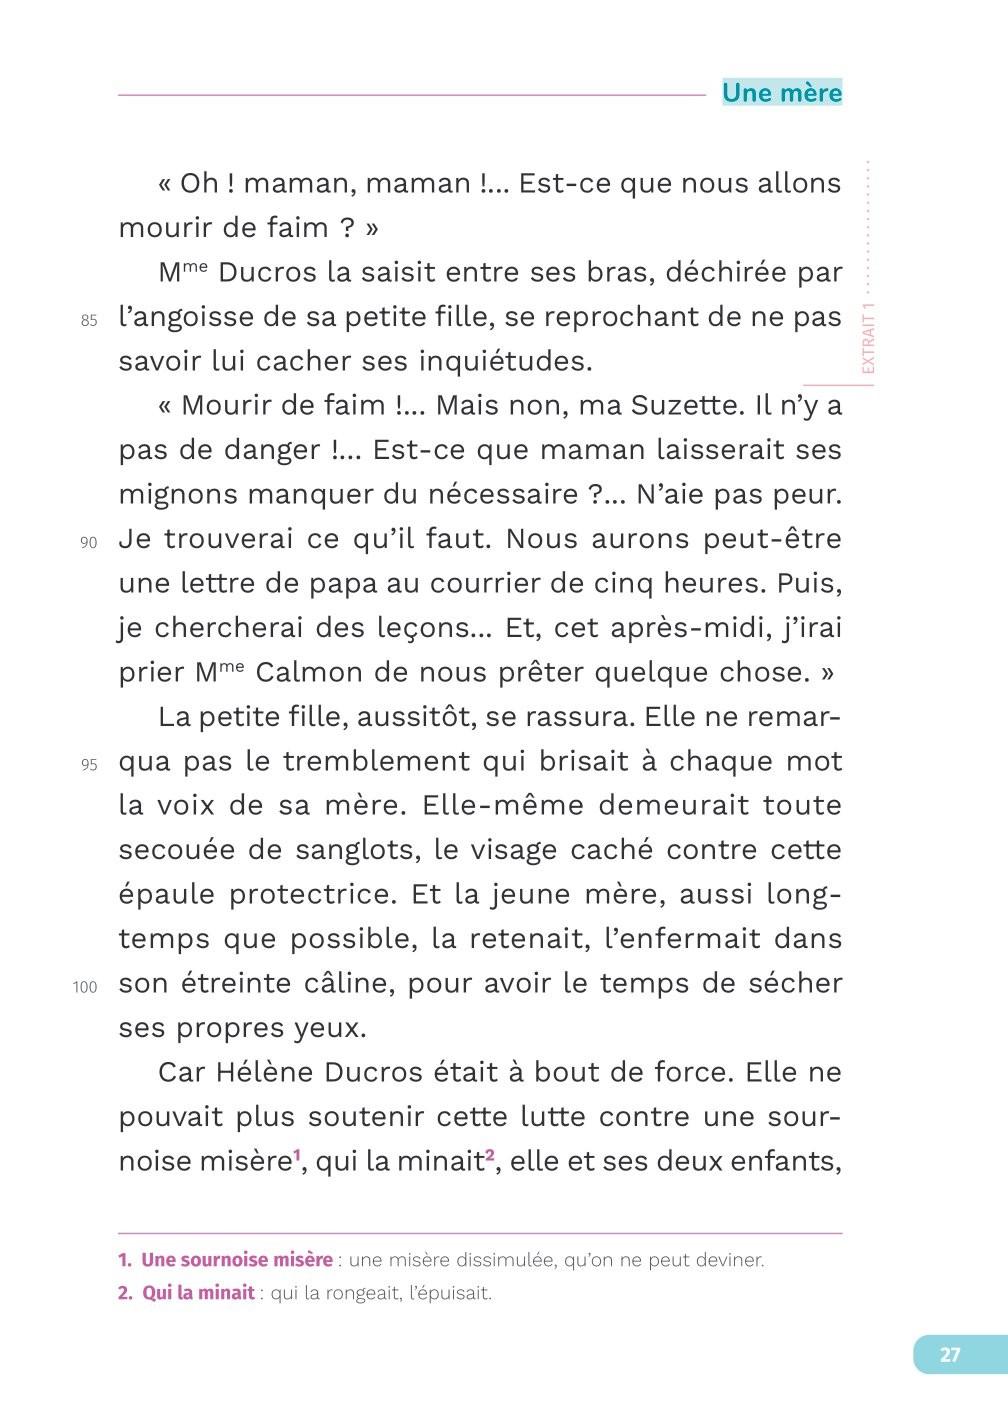 Une mère
« Oh ! maman, maman !... Est-ce que nous allons
mourir de faim ? »
Mme Ducros la saisit entre ses bras, déchirée par
85 l’angoisse de sa petite fille, se reprochant de ne pas
savoir lui cacher ses inquiétudes.
EXTRAIT 1
« Mourir de faim !... Mais non, ma Suzette. Il n’y a
pas de danger !... Est-ce que maman laisserait ses
mignons manquer du nécessaire ?... N’aie pas peur.
90 Je trouverai ce qu’il faut. Nous aurons peut-être
une lettre de papa au courrier de cinq heures. Puis,
je chercherai des leçons... Et, cet après-midi, j’irai
prier Mme Calmon de nous prêter quelque chose. »
La petite fille, aussitôt, se rassura. Elle ne remar-
95 qua pas le tremblement qui brisait à chaque mot
la voix de sa mère. Elle-même demeurait toute
secouée de sanglots, le visage caché contre cette
épaule protectrice. Et la jeune mère, aussi long-
temps que possible, la retenait, l’enfermait dans
100 son étreinte câline, pour avoir le temps de sécher
ses propres yeux.
Car Hélène Ducros était à bout de force. Elle ne
pouvait plus soutenir cette lutte contre une sour-
noise misère1, qui la minait2, elle et ses deux enfants,
1. Une sournoise misère : une misère dissimulée, qu’on ne peut deviner.
2. Qui la minait : qui la rongeait, l’épuisait.
27